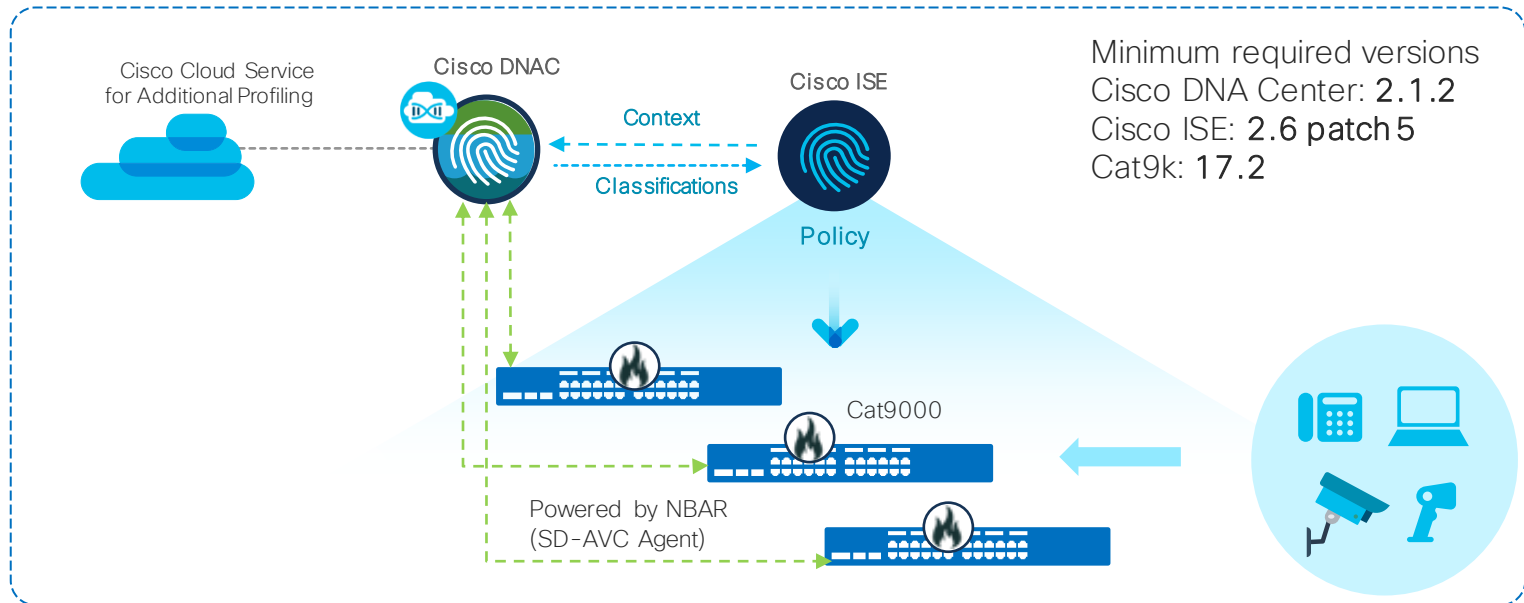 Cisco Cloud Service
for Additional Profiling
Cisco DNAC
Context
Classifications
Cisco ISE
Policy
Minimum required versions
Cisco DNA Center: 2.1.2
Cisco ISE: 2.6 patch 5
Cat9k: 17.2
Cat9000
Powered by NBAR
(SD-AVC Agent)